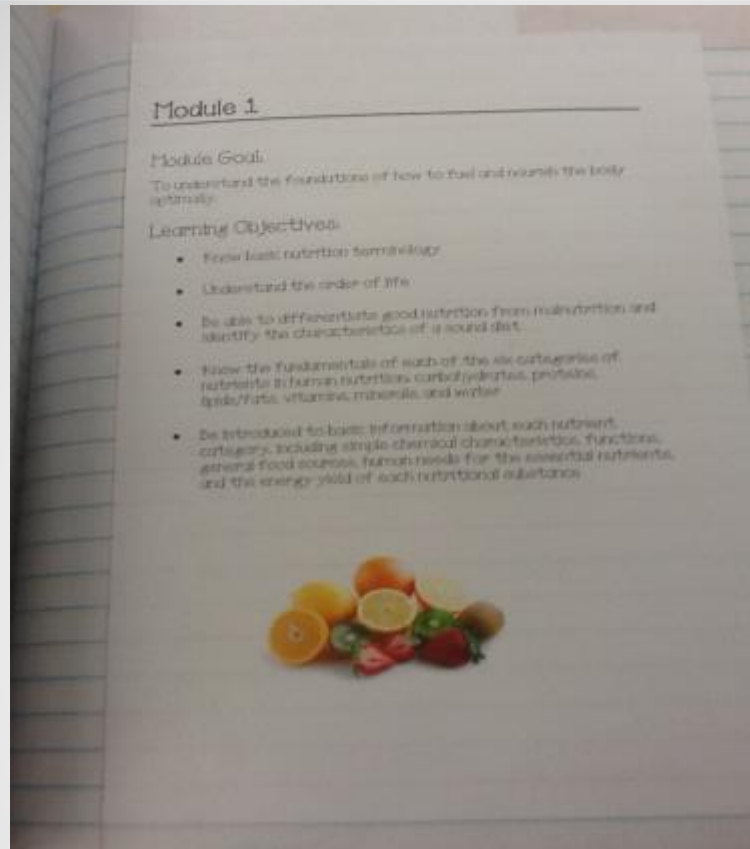 Module 1
Module Goal:
To understand the foundations of how to fuel and nourish the body
optimally.
Learning Objectives:
• Know basic nutrition terminology
• Understand the order of life
• Be able to differentiate good nutrition from malnutrition and
identify the characteristics of a sound diet
• Know the fundamentals of each of the six categories of
nutrients in human nutrition: carbohydrates, proteins,
lipids/fats, vitamins, minerals, and water
• Be introduced to basic information about each nutrient
category, including simple chemical characteristics, functions,
general food sources, human needs for the essential nutrients,
and the energy yield of each nutritional substance